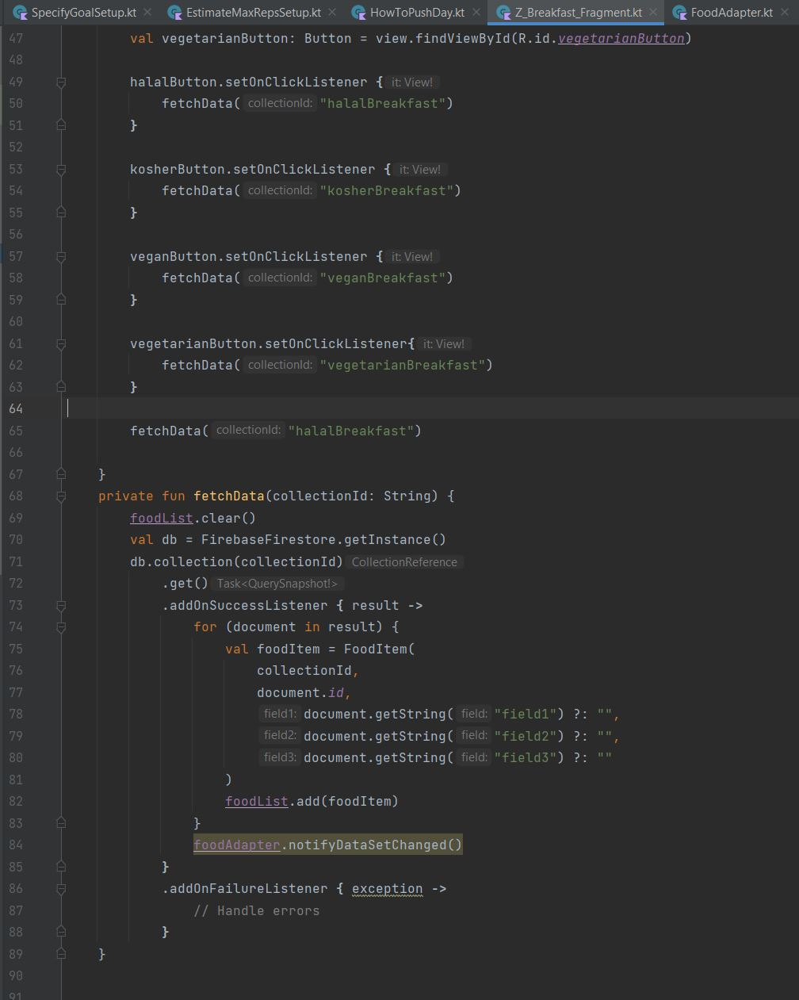 SpecifyGoalSetup.kt EstimateMaxRepsSetup.kt HowToPushDay.kt Z_Breakfast_Fragment.kt FoodAdapter.kt
47 val vegetarianButton: Button = view.findViewById(R.id.vegetarianButton)
48
49 halalButton.setOnClickListener { it: View!
50 fetchData( collectionId: "halalBreakfast")
51 }
52
53 kosherButton.setOnClickListener { it: View!
54 fetchData( collectionId: "kosherBreakfast")
55 }
56
57 veganButton.setOnClickListener { it: View!
58 fetchData( collectionId: "veganBreakfast")
59 }
60
61 vegetarianButton.setOnClickListener{ it: View!
62 fetchData( collectionId: "vegetarianBreakfast")
63 }
64
65 fetchData( collectionId: "halalBreakfast")
66
67 }
68 private fun fetchData(collectionId: String) {
69 foodList.clear()
70 val db = FirebaseFirestore.getInstance()
71 db.collection(collectionId) CollectionReference
72 .get() Task<QuerySnapshot!>
73 .addOnSuccessListener { result ->
74 for (document in result) {
75 val foodItem = FoodItem(
76 collectionId,
77 document.id,
78 field1: document.getString( field: "field1") ?: "",
79 field2: document.getString( field: "field2") ?: "",
80 field3: document.getString( field: "field3") ?: ""
81 )
82 foodList.add(foodItem)
83 }
84 foodAdapter.notifyDataSetChanged()
85 }
86 .addOnFailureListener { exception ->
87 // Handle errors
88 }
89 }
90
91